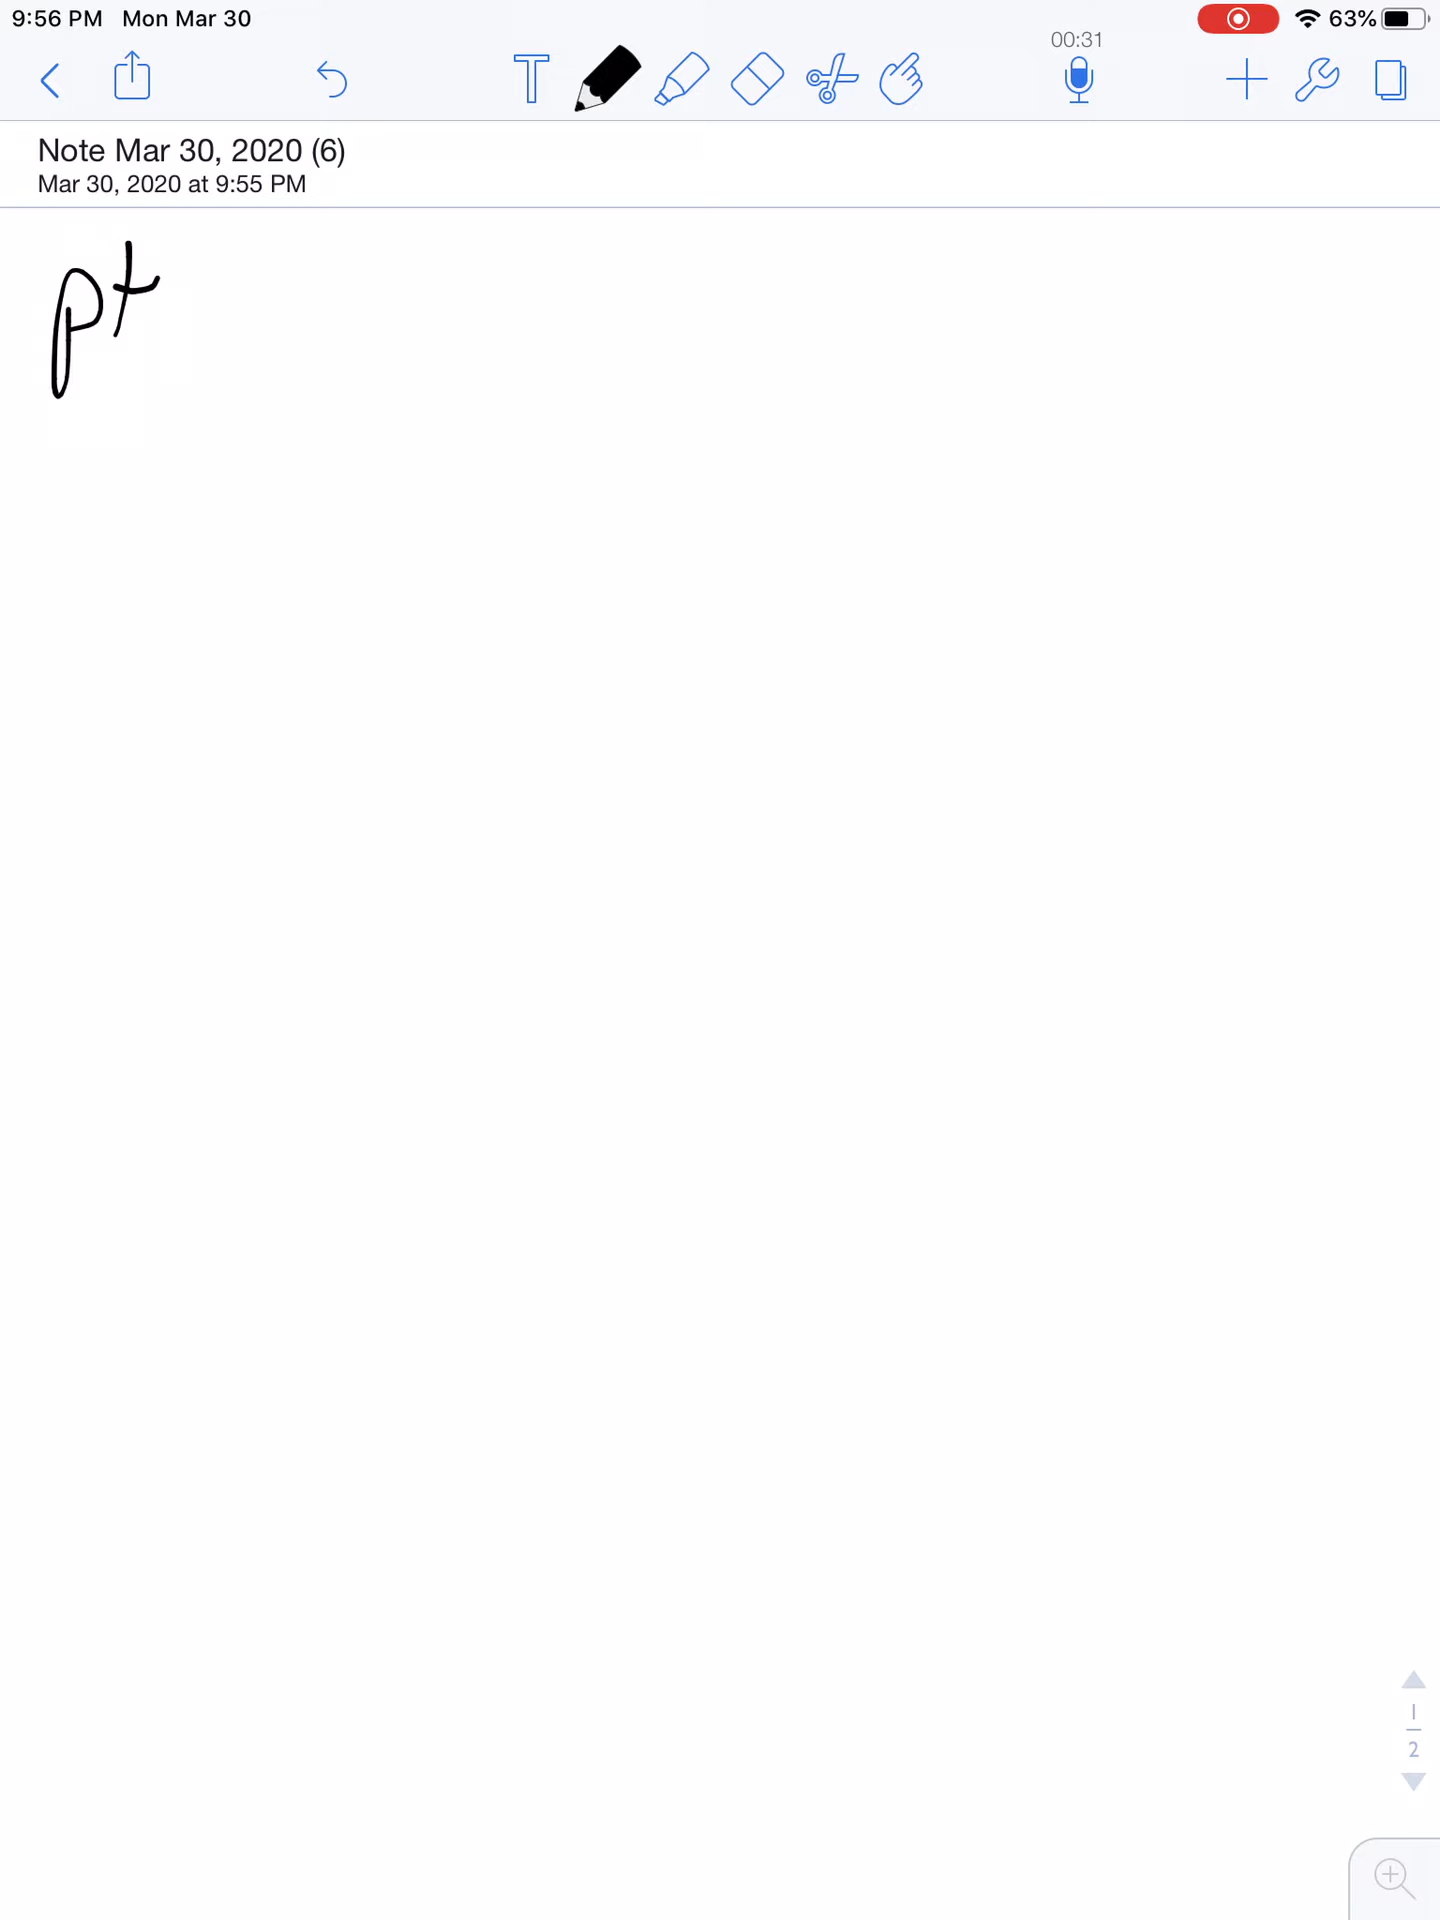 9:56 PM Mon Mar 30 63%
00:31
T
Note Mar 30, 2020 (6)
Mar 30, 2020 at 9:55 PM
pt
1
2